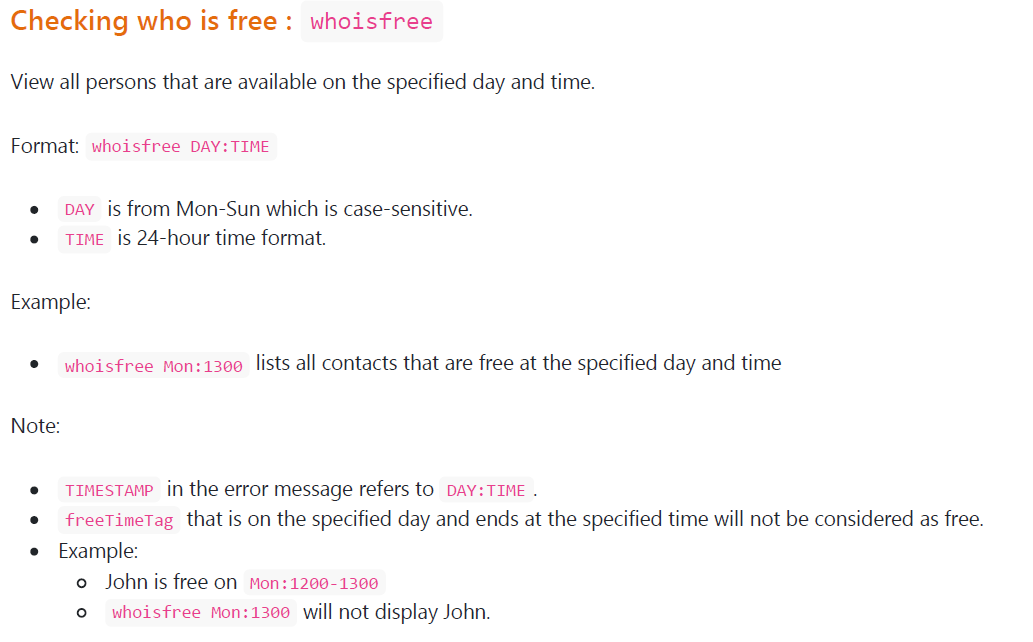 Checking who is free : whoisfree
View all persons that are available on the specified day and time.
Format: whoisfree DAY:TIME
• DAY is from Mon-Sun which is case-sensitive.
• TIME is 24-hour time format.
Example:
• whoisfree Mon:1300 lists all contacts that are free at the specified day and time
Note:
• TIMESTAMP in the error message refers to DAY:TIME .
• freeTimeTag that is on the specified day and ends at the specified time will not be considered as free.
• Example:
○ John is free on Mon:1200-1300
○ whoisfree Mon:1300 will not display John.